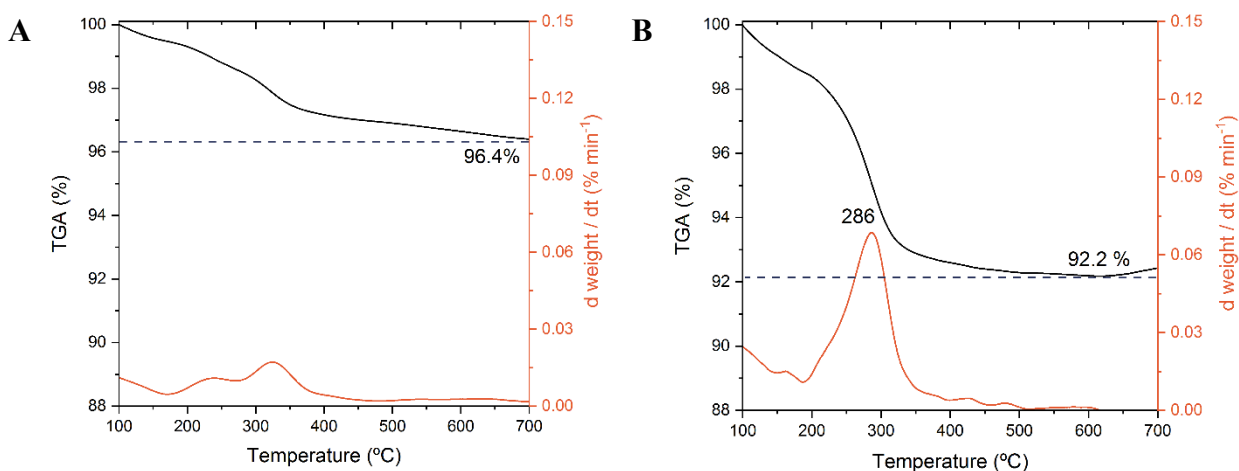 A
100
98
96
94
92
90
88
TGA (%)
96.4%
0.15
0.12
0.09
0.06
0.03
0.00
d weight / dt (% min⁻¹)
100 200 300 400 500 600 700
Temperature (ºC)
B
100
98
96
94
92
90
88
TGA (%)
286
92.2 %
0.15
0.12
0.09
0.06
0.03
0.00
d weight / dt (% min⁻¹)
100 200 300 400 500 600 700
Temperature (ºC)